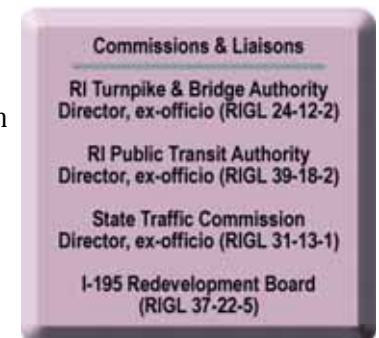 Commissions & Liaisons
RI Turnpike & Bridge Authority
Director, ex-officio (RIGL 24-12-2)
RI Public Transit Authority
Director, ex-officio (RIGL 39-18-2)
State Traffic Commission
Director, ex-officio (RIGL 31-13-1)
I-195 Redevelopment Board
(RIGL 37-22-5)